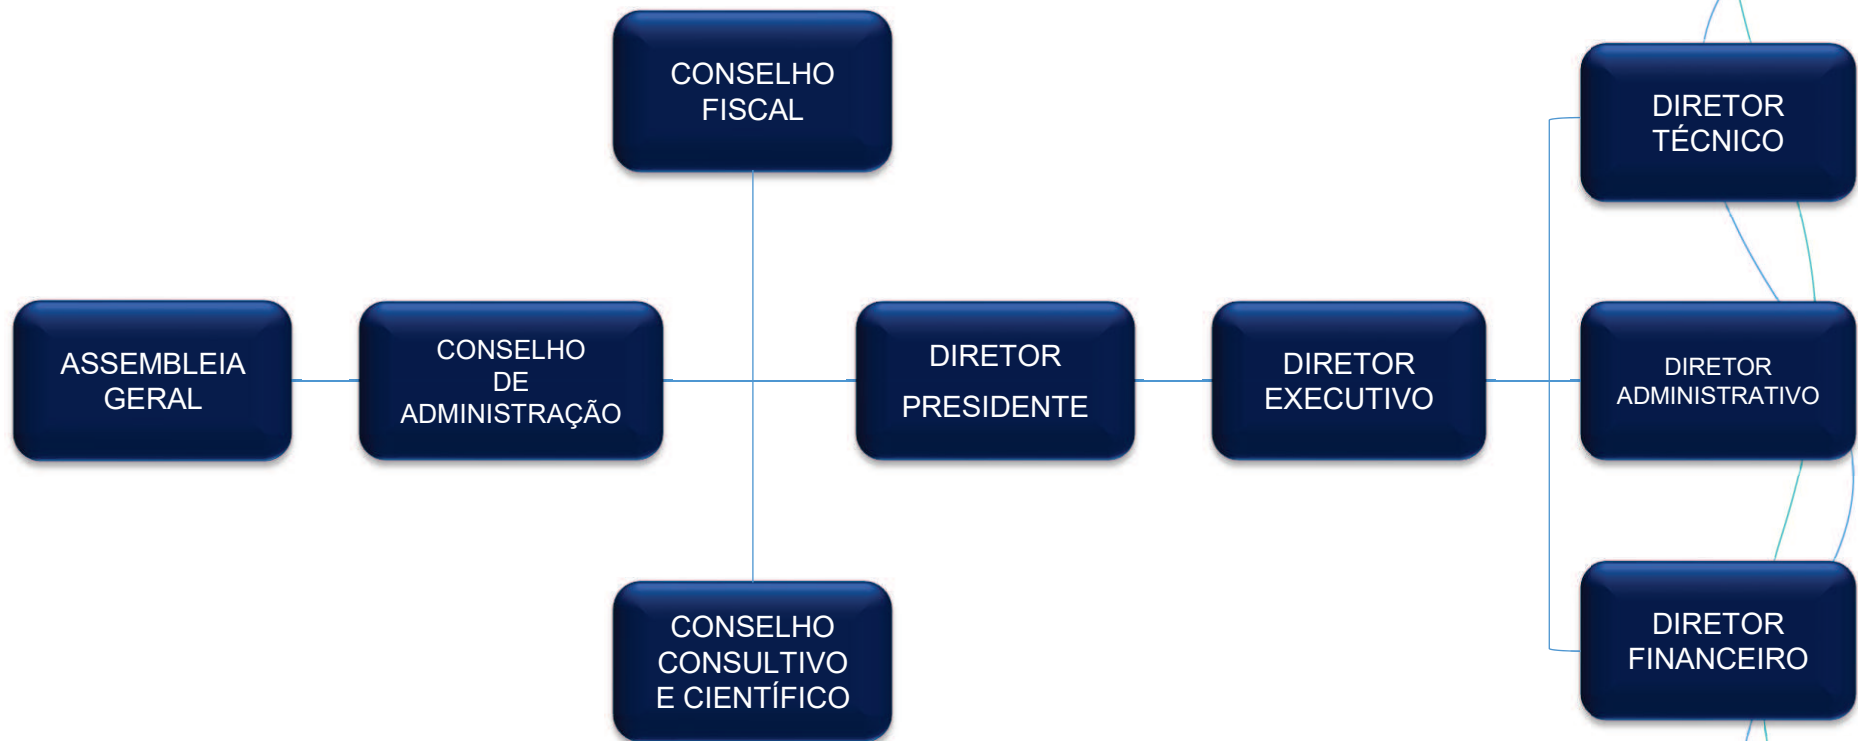 CONSELHO
FISCAL
DIRETOR
TÉCNICO
ASSEMBLEIA
GERAL
CONSELHO
DE
ADMINISTRAÇÃO
DIRETOR
PRESIDENTE
DIRETOR
EXECUTIVO
DIRETOR
ADMINISTRATIVO
CONSELHO
CONSULTIVO
E CIENTÍFICO
DIRETOR
FINANCEIRO